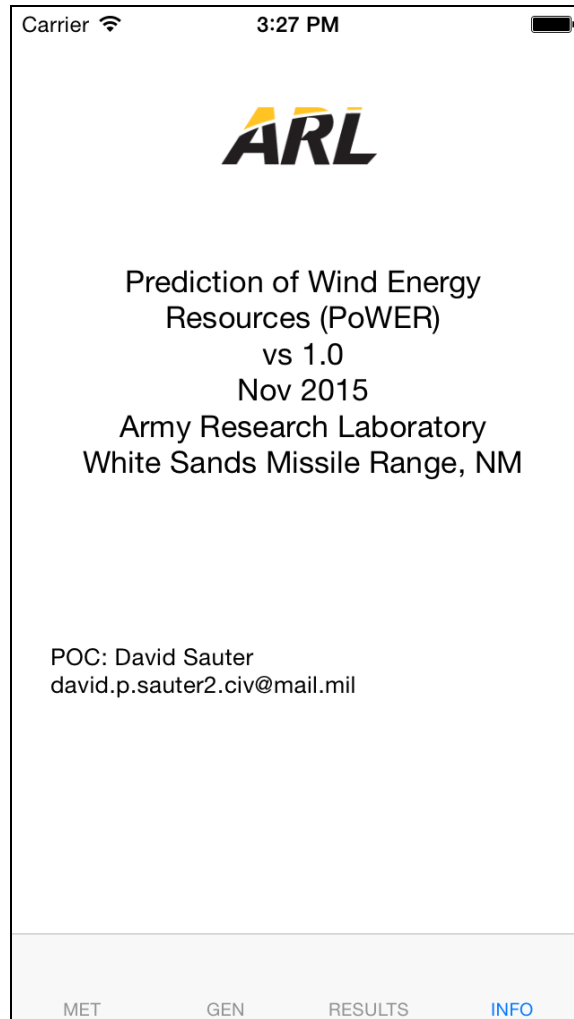 Carrier 3:27 PM
ARL
Prediction of Wind Energy
Resources (PoWER)
vs 1.0
Nov 2015
Army Research Laboratory
White Sands Missile Range, NM
POC: David Sauter
david.p.sauter2.civ@mail.mil
MET GEN RESULTS INFO